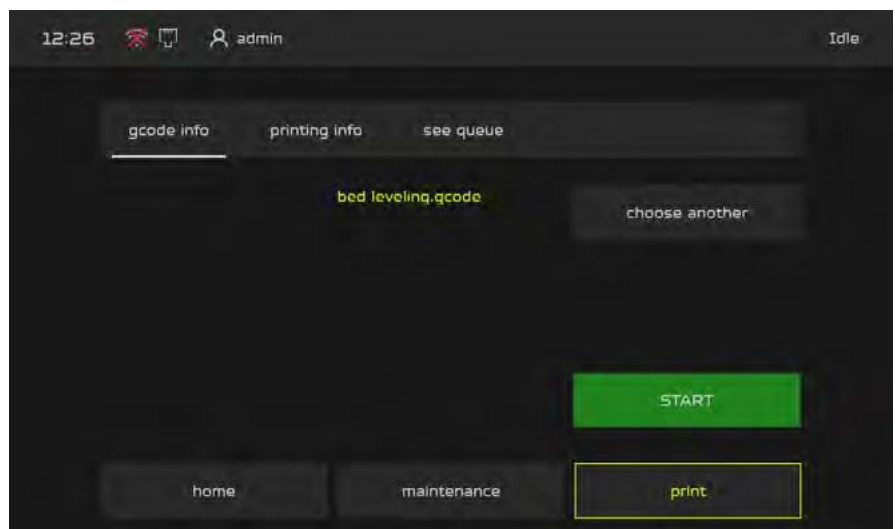 12:26 admin Idle
gcode info printing info see queue
bed leveling.gcode
choose another
START
home maintenance print